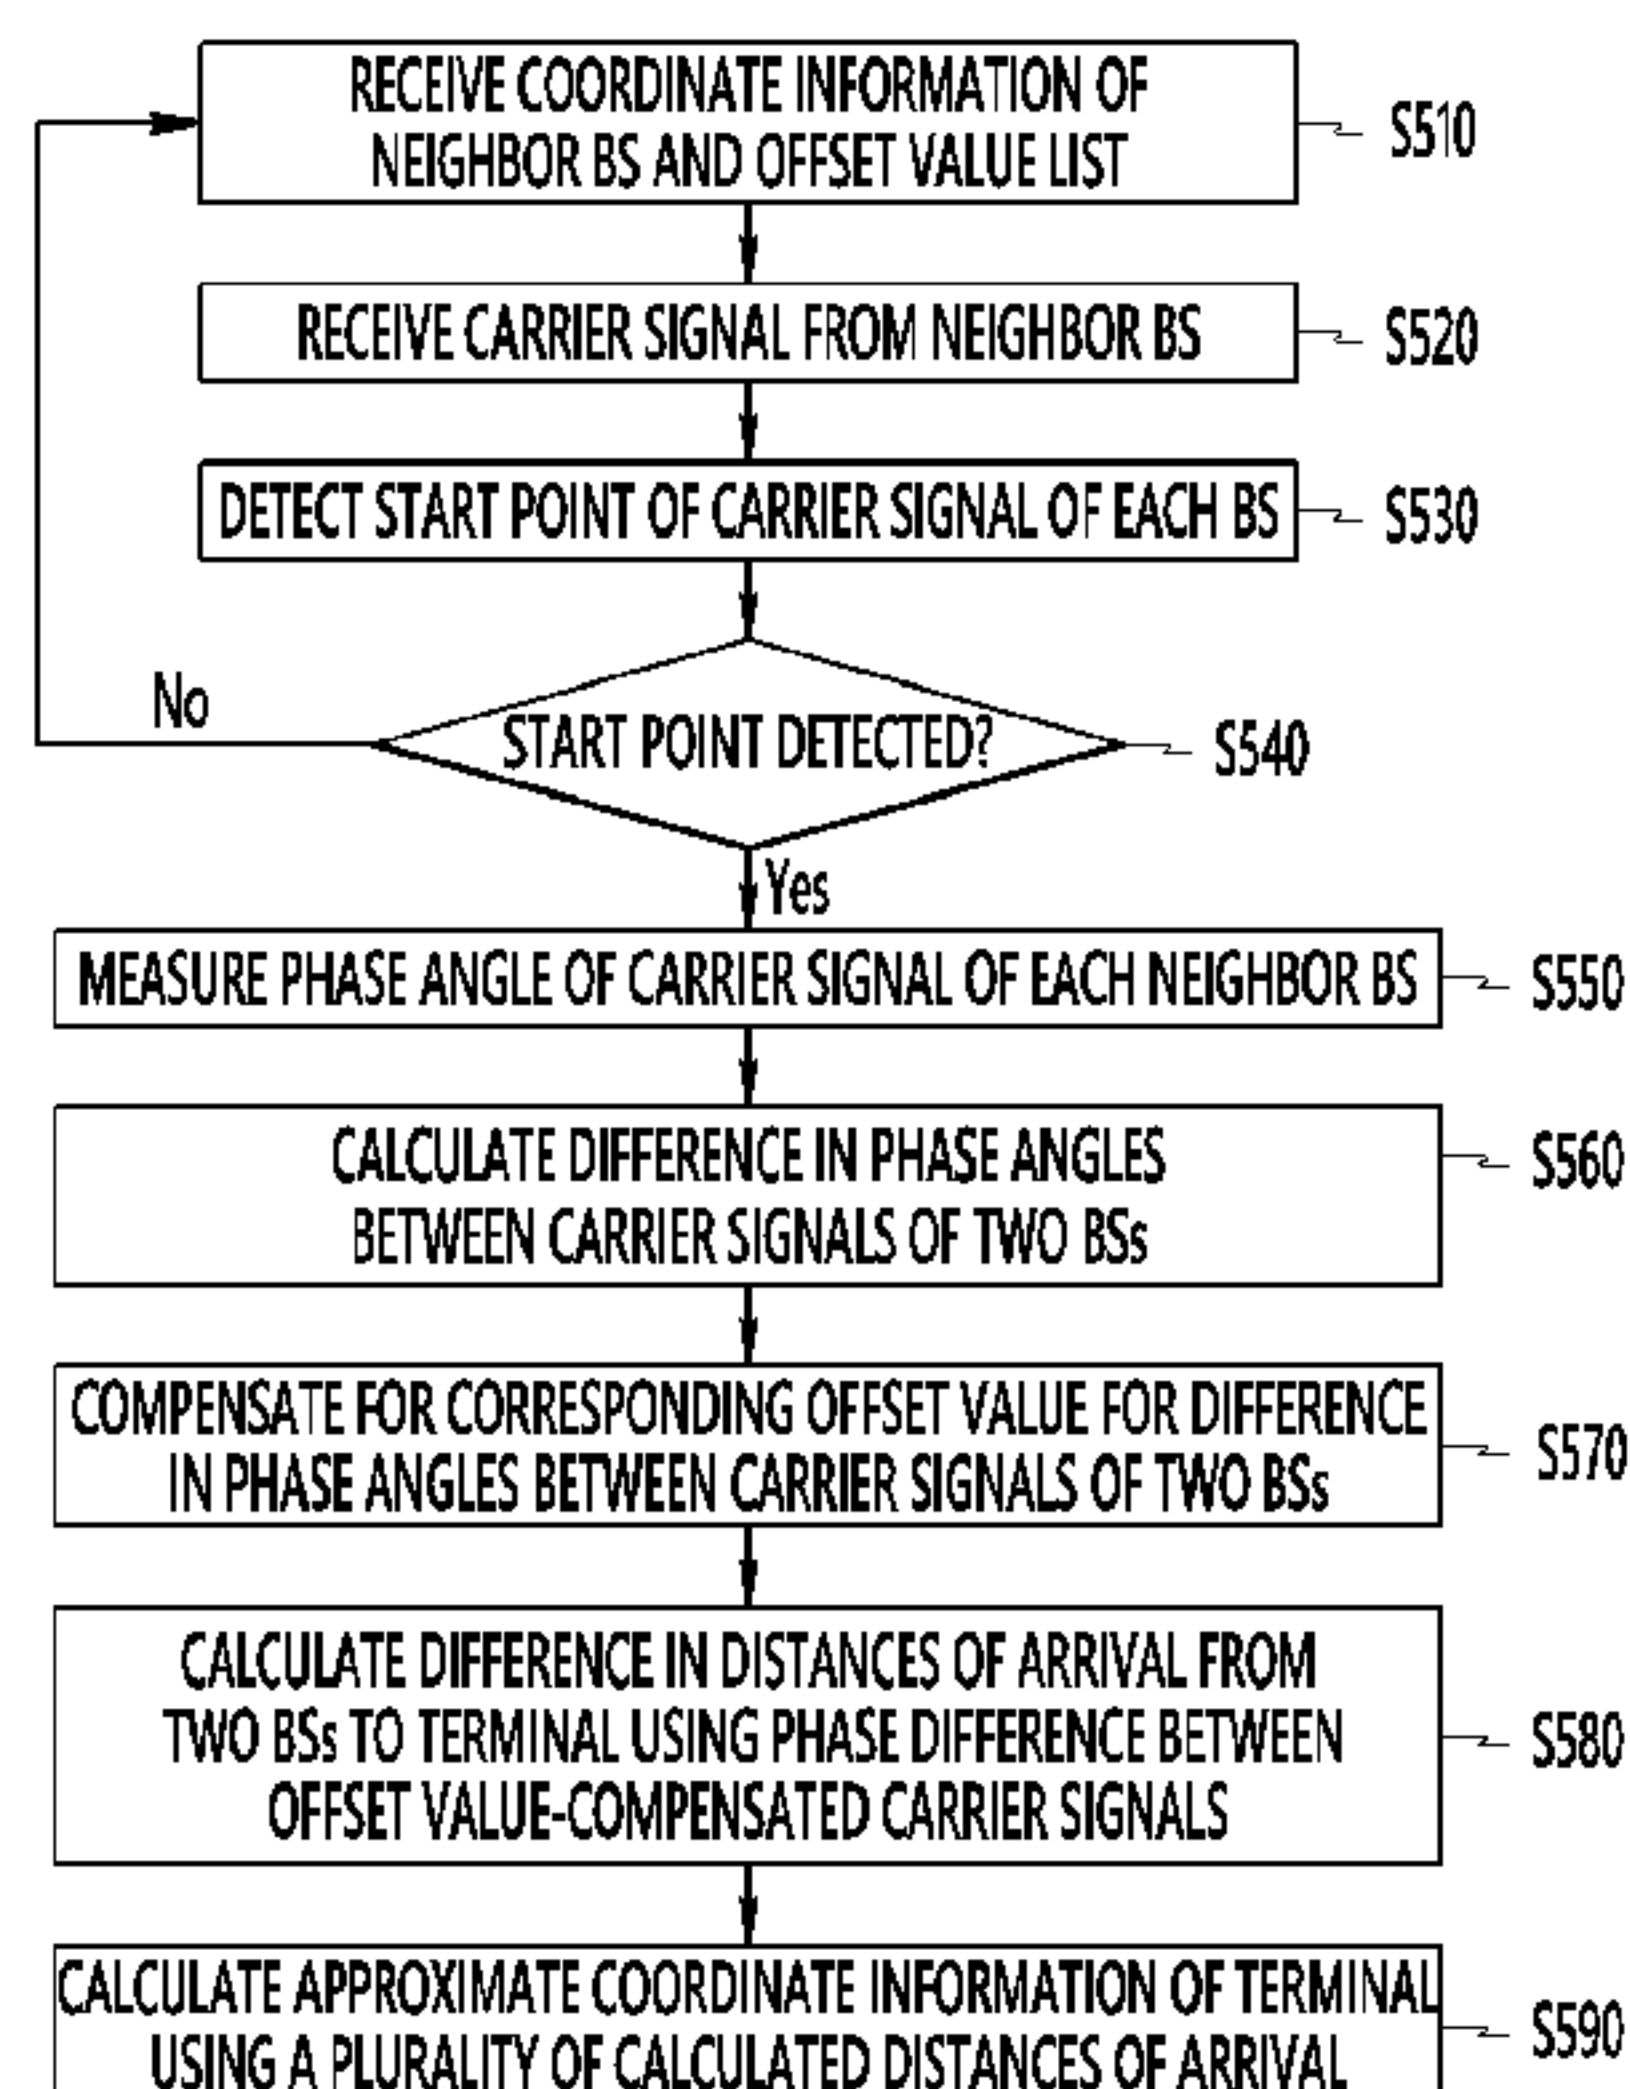 RECEIVE COORDINATE INFORMATION OF
NEIGHBOR BS AND OFFSET VALUE LIST
S510
RECEIVE CARRIER SIGNAL FROM NEIGHBOR BS
S520
DETECT START POINT OF CARRIER SIGNAL OF EACH BS
S530
No
START POINT DETECTED?
S540
Yes
MEASURE PHASE ANGLE OF CARRIER SIGNAL OF EACH NEIGHBOR BS
S550
CALCULATE DIFFERENCE IN PHASE ANGLES
BETWEEN CARRIER SIGNALS OF TWO BSs
S560
COMPENSATE FOR CORRESPONDING OFFSET VALUE FOR DIFFERENCE
IN PHASE ANGLES BETWEEN CARRIER SIGNALS OF TWO BSs
S570
CALCULATE DIFFERENCE IN DISTANCES OF ARRIVAL FROM
TWO BSs TO TERMINAL USING PHASE DIFFERENCE BETWEEN
OFFSET VALUE-COMPENSATED CARRIER SIGNALS
S580
CALCULATE APPROXIMATE COORDINATE INFORMATION OF TERMINAL
USING A PLURALITY OF CALCULATED DISTANCES OF ARRIVAL
S590